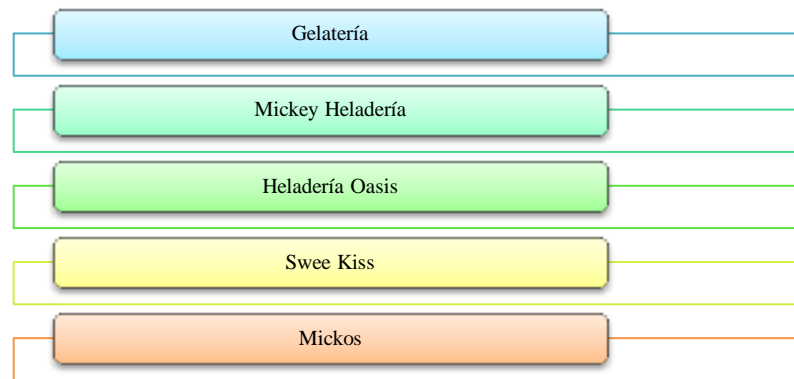 Gelatería
Mickey Heladería
Heladería Oasis
Swee Kiss
Mickos